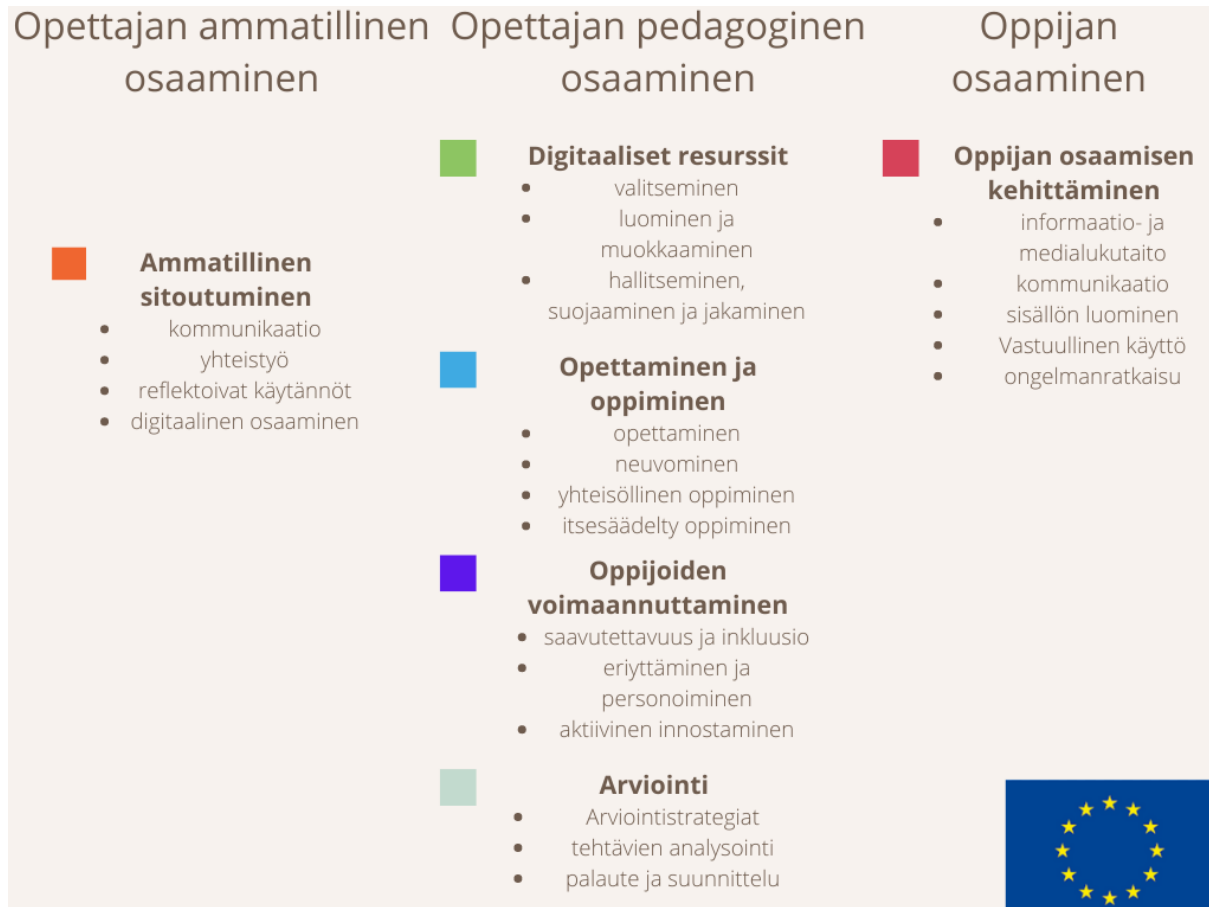 Opettajan ammatillinen
osaaminen
Ammatillinen
sitoutuminen
kommunikaatio
yhteistyö
reflektoivat käytännöt
digitaalinen osaaminen
Opettajan pedagoginen
osaaminen
Digitaaliset resurssit
valitseminen
luominen ja
muokkaaminen
hallitseminen,
suojaaminen ja jakaminen
Opettaminen ja
oppiminen
opettaminen
neuvominen
yhteisöllinen oppiminen
itsesäädelty oppiminen
Oppijoiden
voimaannuttaminen
saavutettavuus ja inkluusio
eriyttäminen ja
personoiminen
aktiivinen innostaminen
Arviointi
Arviointistrategiat
tehtävien analysointi
palaute ja suunnittelu
Oppijan
osaaminen
Oppijan osaamisen
kehittäminen
informaatio- ja
medialukutaito
kommunikaatio
sisällön luominen
Vastuullinen käyttö
ongelmanratkaisu